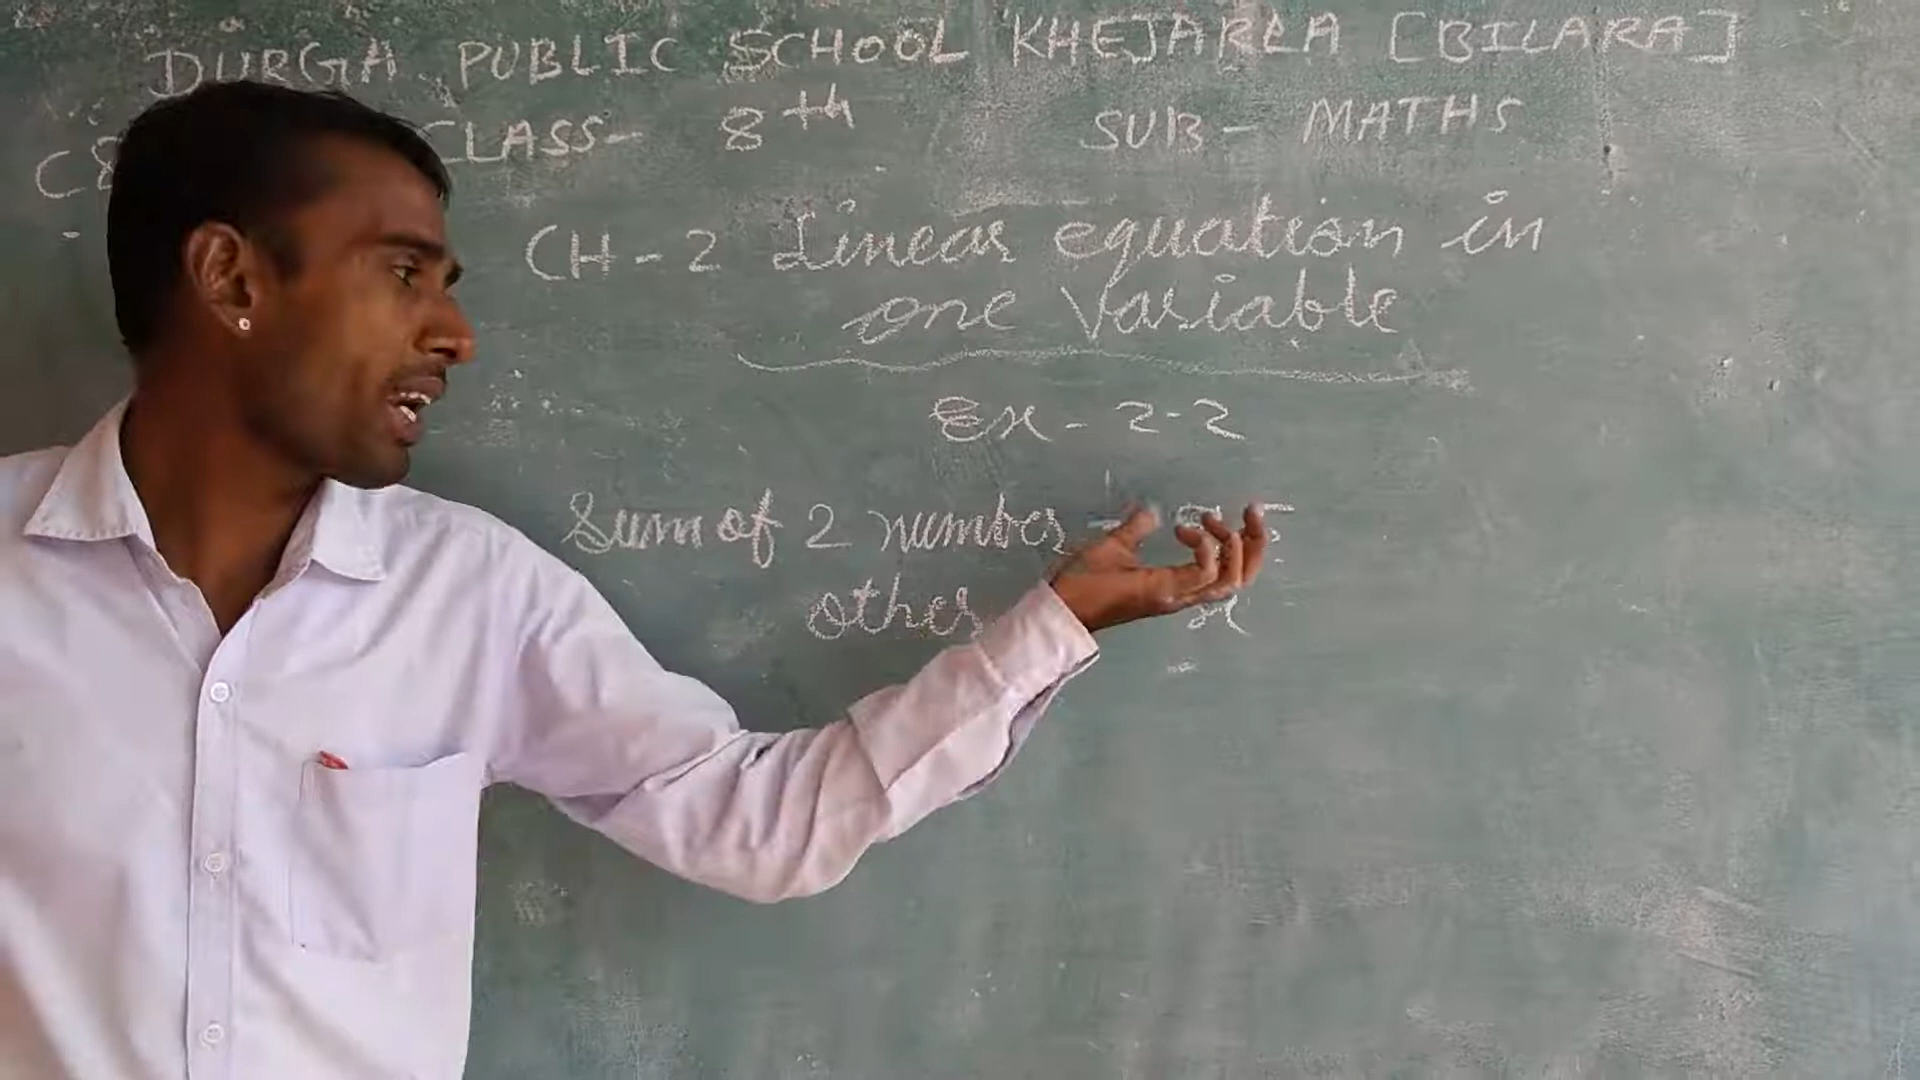 DURGA PUBLIC SCHOOL KHEJARLA [BILARA]
CLASS- 8th SUB- MATHS
CH-2 Linear equation in
one Variable
Ex-2.2
Sum of 2 number
other x